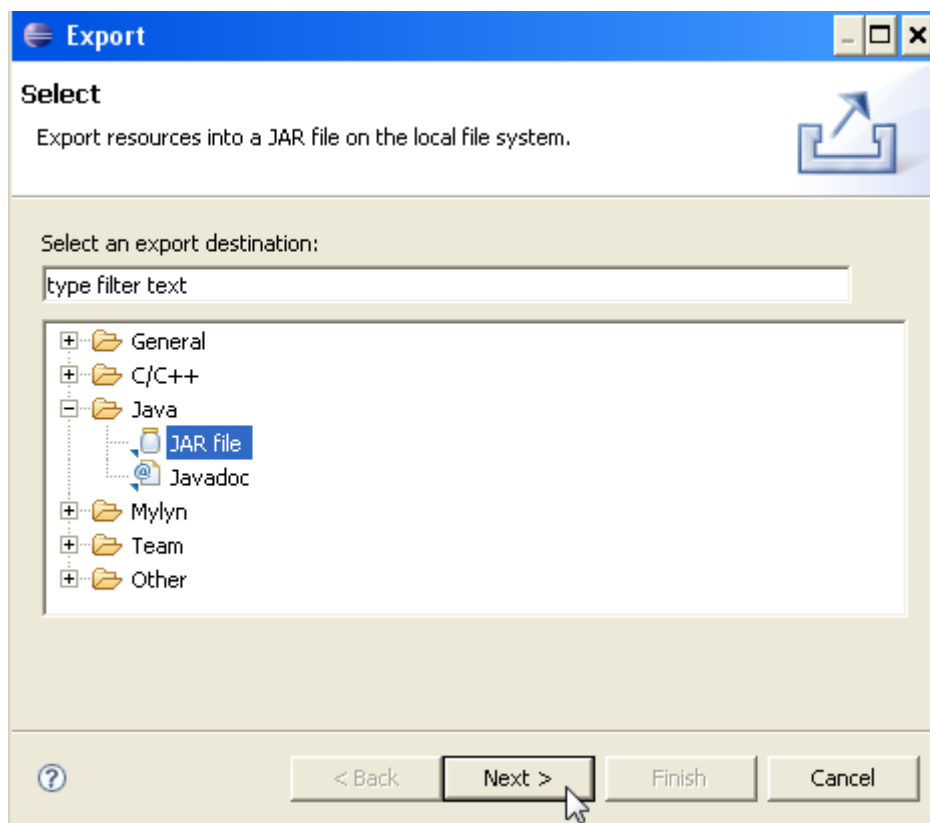 Export
Select
Export resources into a JAR file on the local file system.
Select an export destination:
type filter text
General
C/C++
Java
JAR file
Javadoc
Mylyn
Team
Other
< Back Next > Finish Cancel